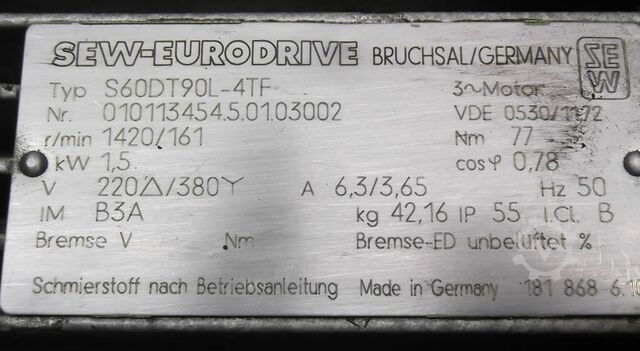 SEW-EURODRIVE BRUCHSAL/GERMANY SEW
Typ S60DT90L-4TF 3~Motor
Nr. 010113454.5.01.03002 VDE 0530/11.72
r/min 1420/161 Nm 77
kW 1,5 cosφ 0,78
V 220△/380Y A 6,3/3,65 Hz 50
IM B3A kg 42,16 IP 55 I.Cl. B
Bremse V Nm Bremse-ED unbelüftet %
Schmierstoff nach Betriebsanleitung Made in Germany 181 868 6.10